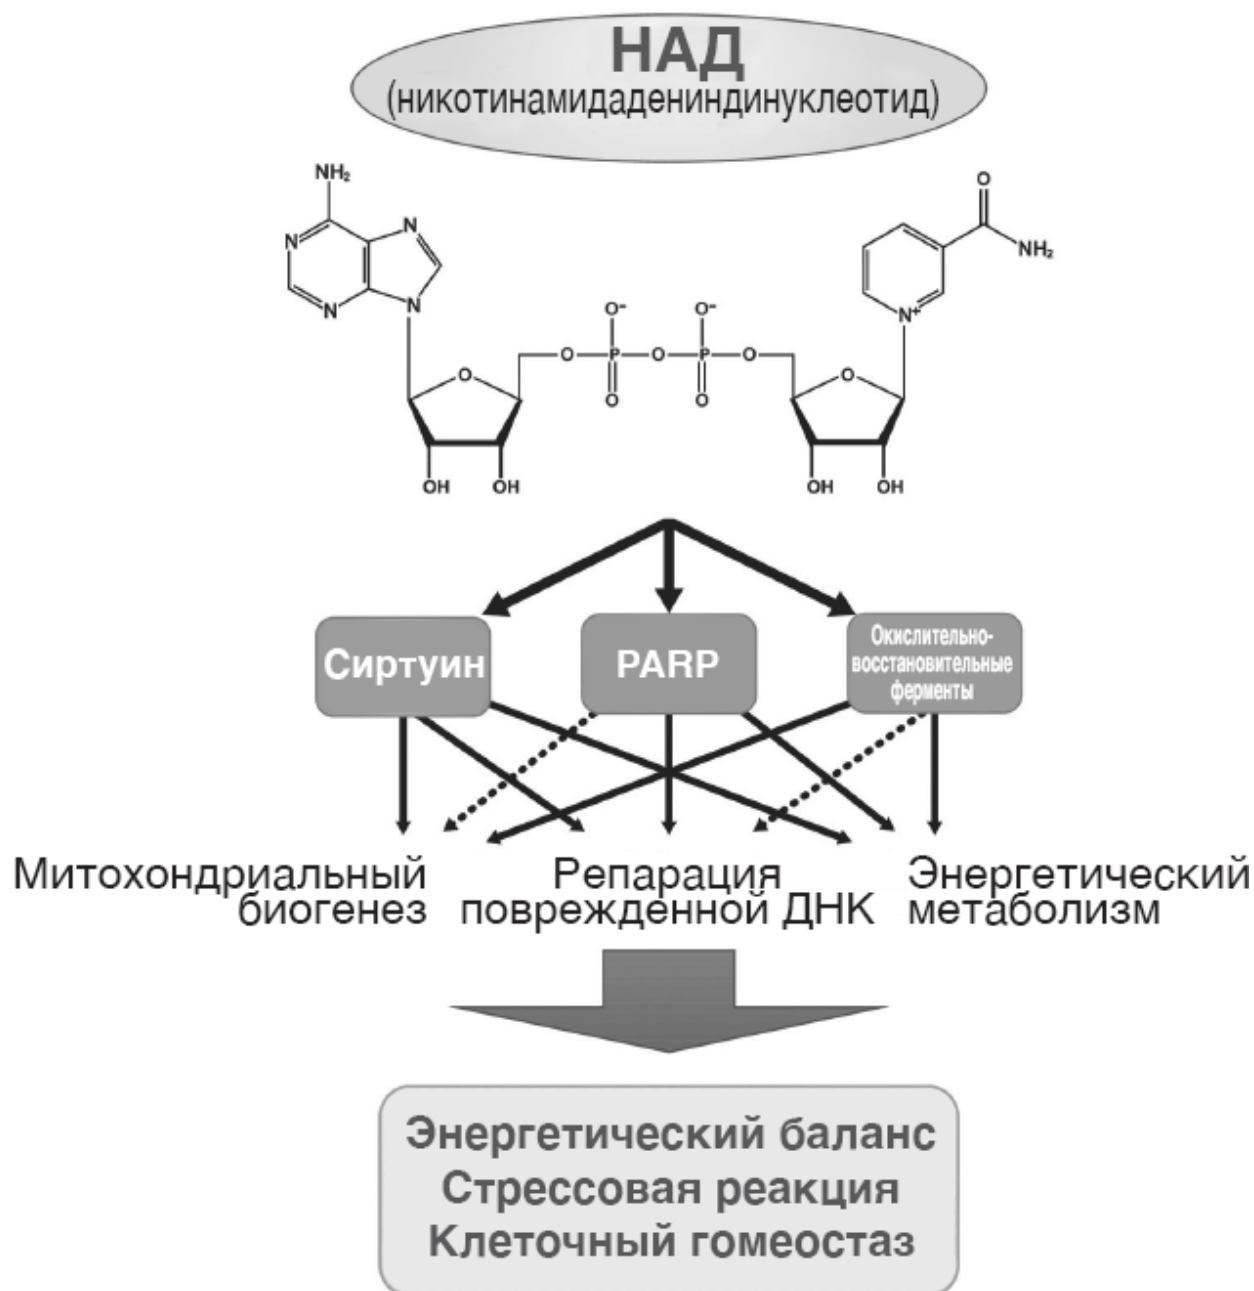 НАД
(никотинамидадениндинуклеотид)
NH₂
N
N
N
N
O
NH₂
N⁺
O⁻
O⁻
O
P
O
P
O
O
O
O
O
OH
OH
OH
OH
Сиртуин
PARP
Окислительно-
восстановительные
ферменты
Митохондриальный
биогенез
Репарация
поврежденной ДНК
Энергетический
метаболизм
Энергетический баланс
Стрессовая реакция
Клеточный гомеостаз